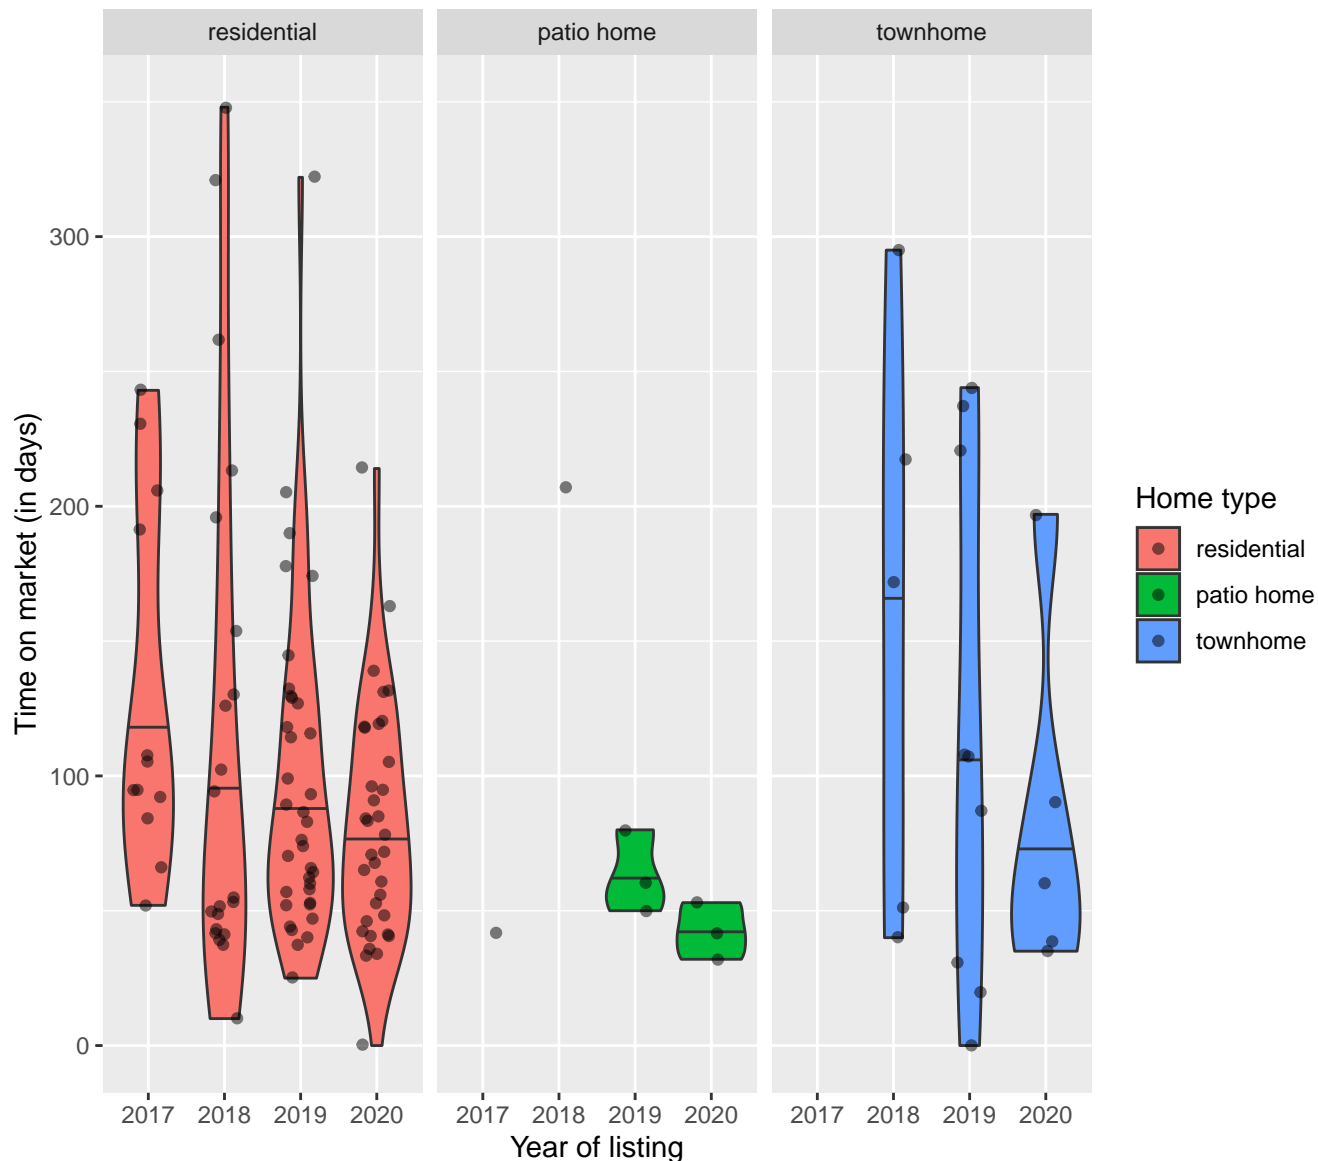 residential patio home townhome
300
200
100
0
Time on market (in days)
2017 2018 2019 2020 2017 2018 2019 2020 2017 2018 2019 2020
Year of listing
Home type
residential
patio home
townhome